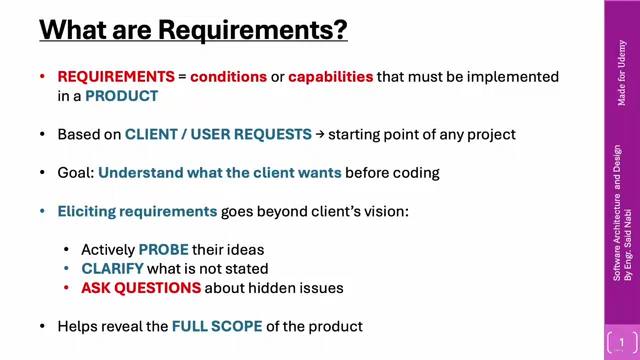 What are Requirements?
• REQUIREMENTS = conditions or capabilities that must be implemented
in a PRODUCT
• Based on CLIENT / USER REQUESTS → starting point of any project
• Goal: Understand what the client wants before coding
• Eliciting requirements goes beyond client's vision:
• Actively PROBE their ideas
• CLARIFY what is not stated
• ASK QUESTIONS about hidden issues
• Helps reveal the FULL SCOPE of the product
Made for Udemy
Software Architecture and Design
By Engr. Said Nabi
1